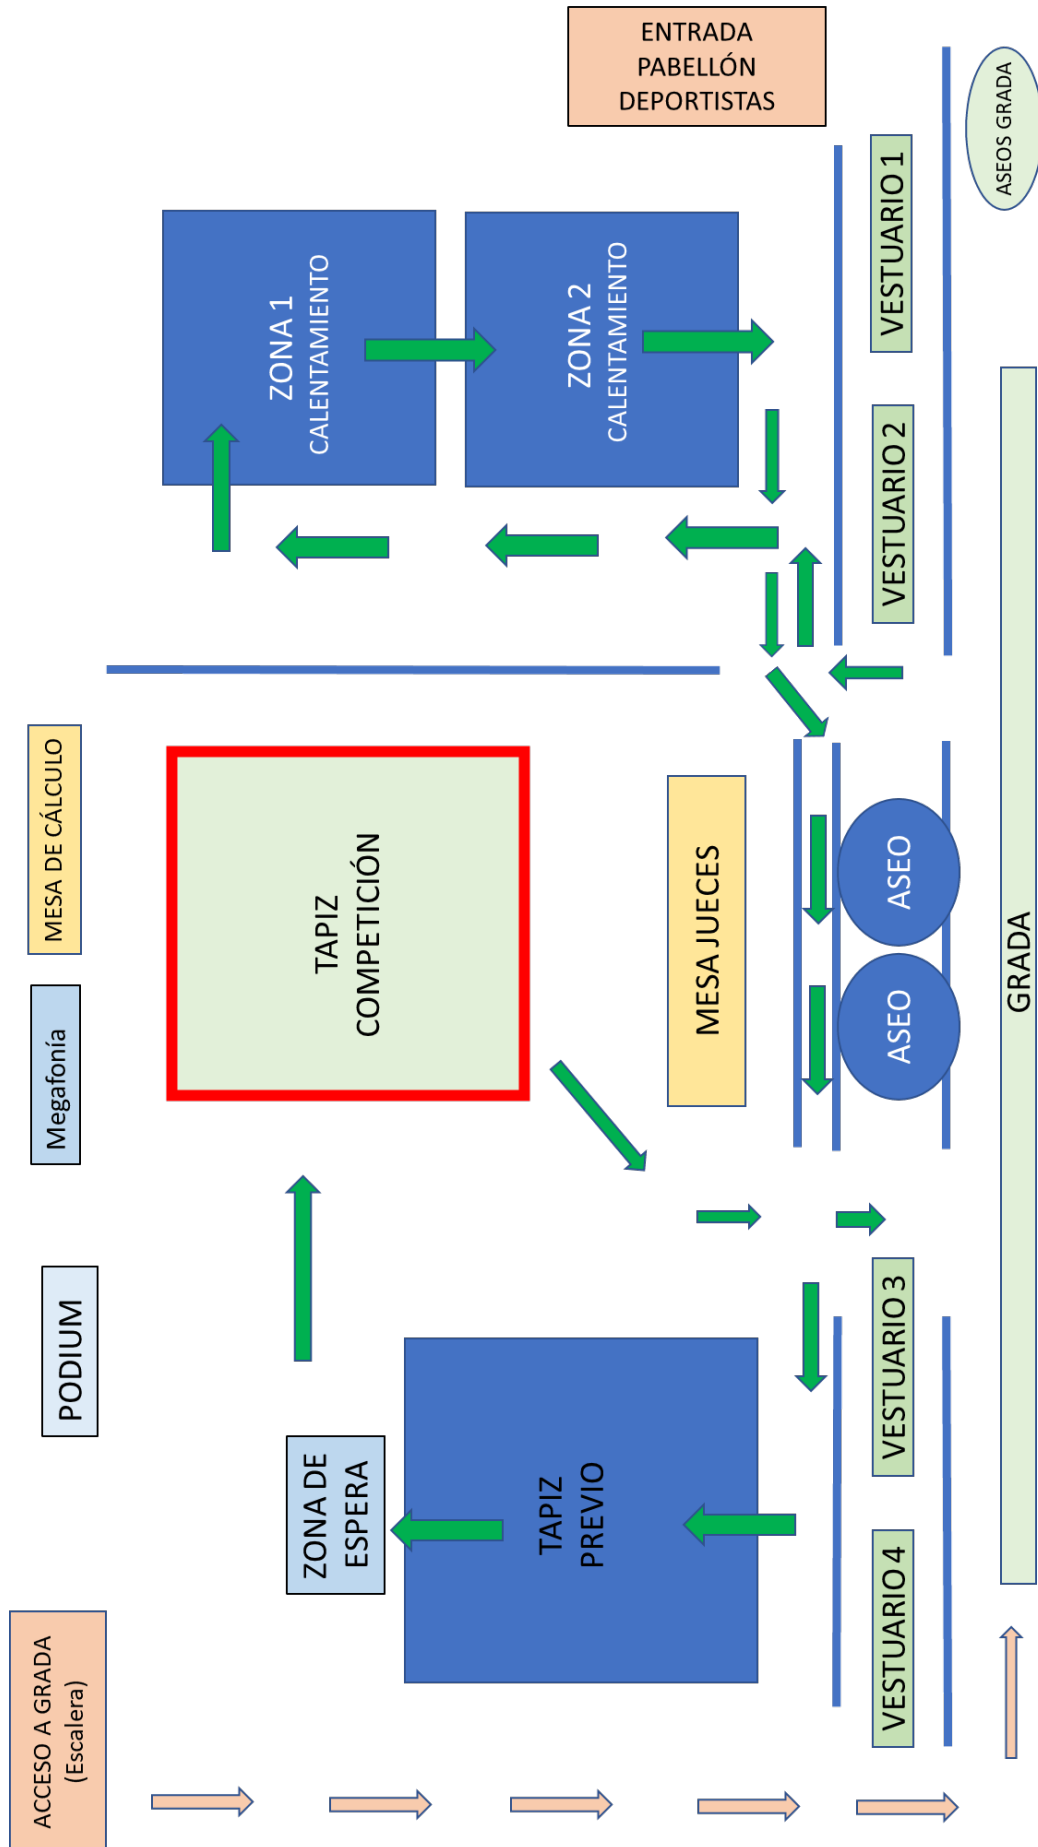 ENTRADA
PABELLÓN
DEPORTISTAS
ASEOS GRADA
VESTUARIO 1
ZONA 1
CALENTAMIENTO
ZONA 2
CALENTAMIENTO
VESTUARIO 2
MESA DE CÁLCULO
TAPIZ
COMPETICIÓN
MESA JUECES
ASEO
ASEO
GRADA
Megafonía
PODIUM
ZONA DE
ESPERA
TAPIZ
PREVIO
VESTUARIO 3
VESTUARIO 4
ACCESO A GRADA
(Escalera)